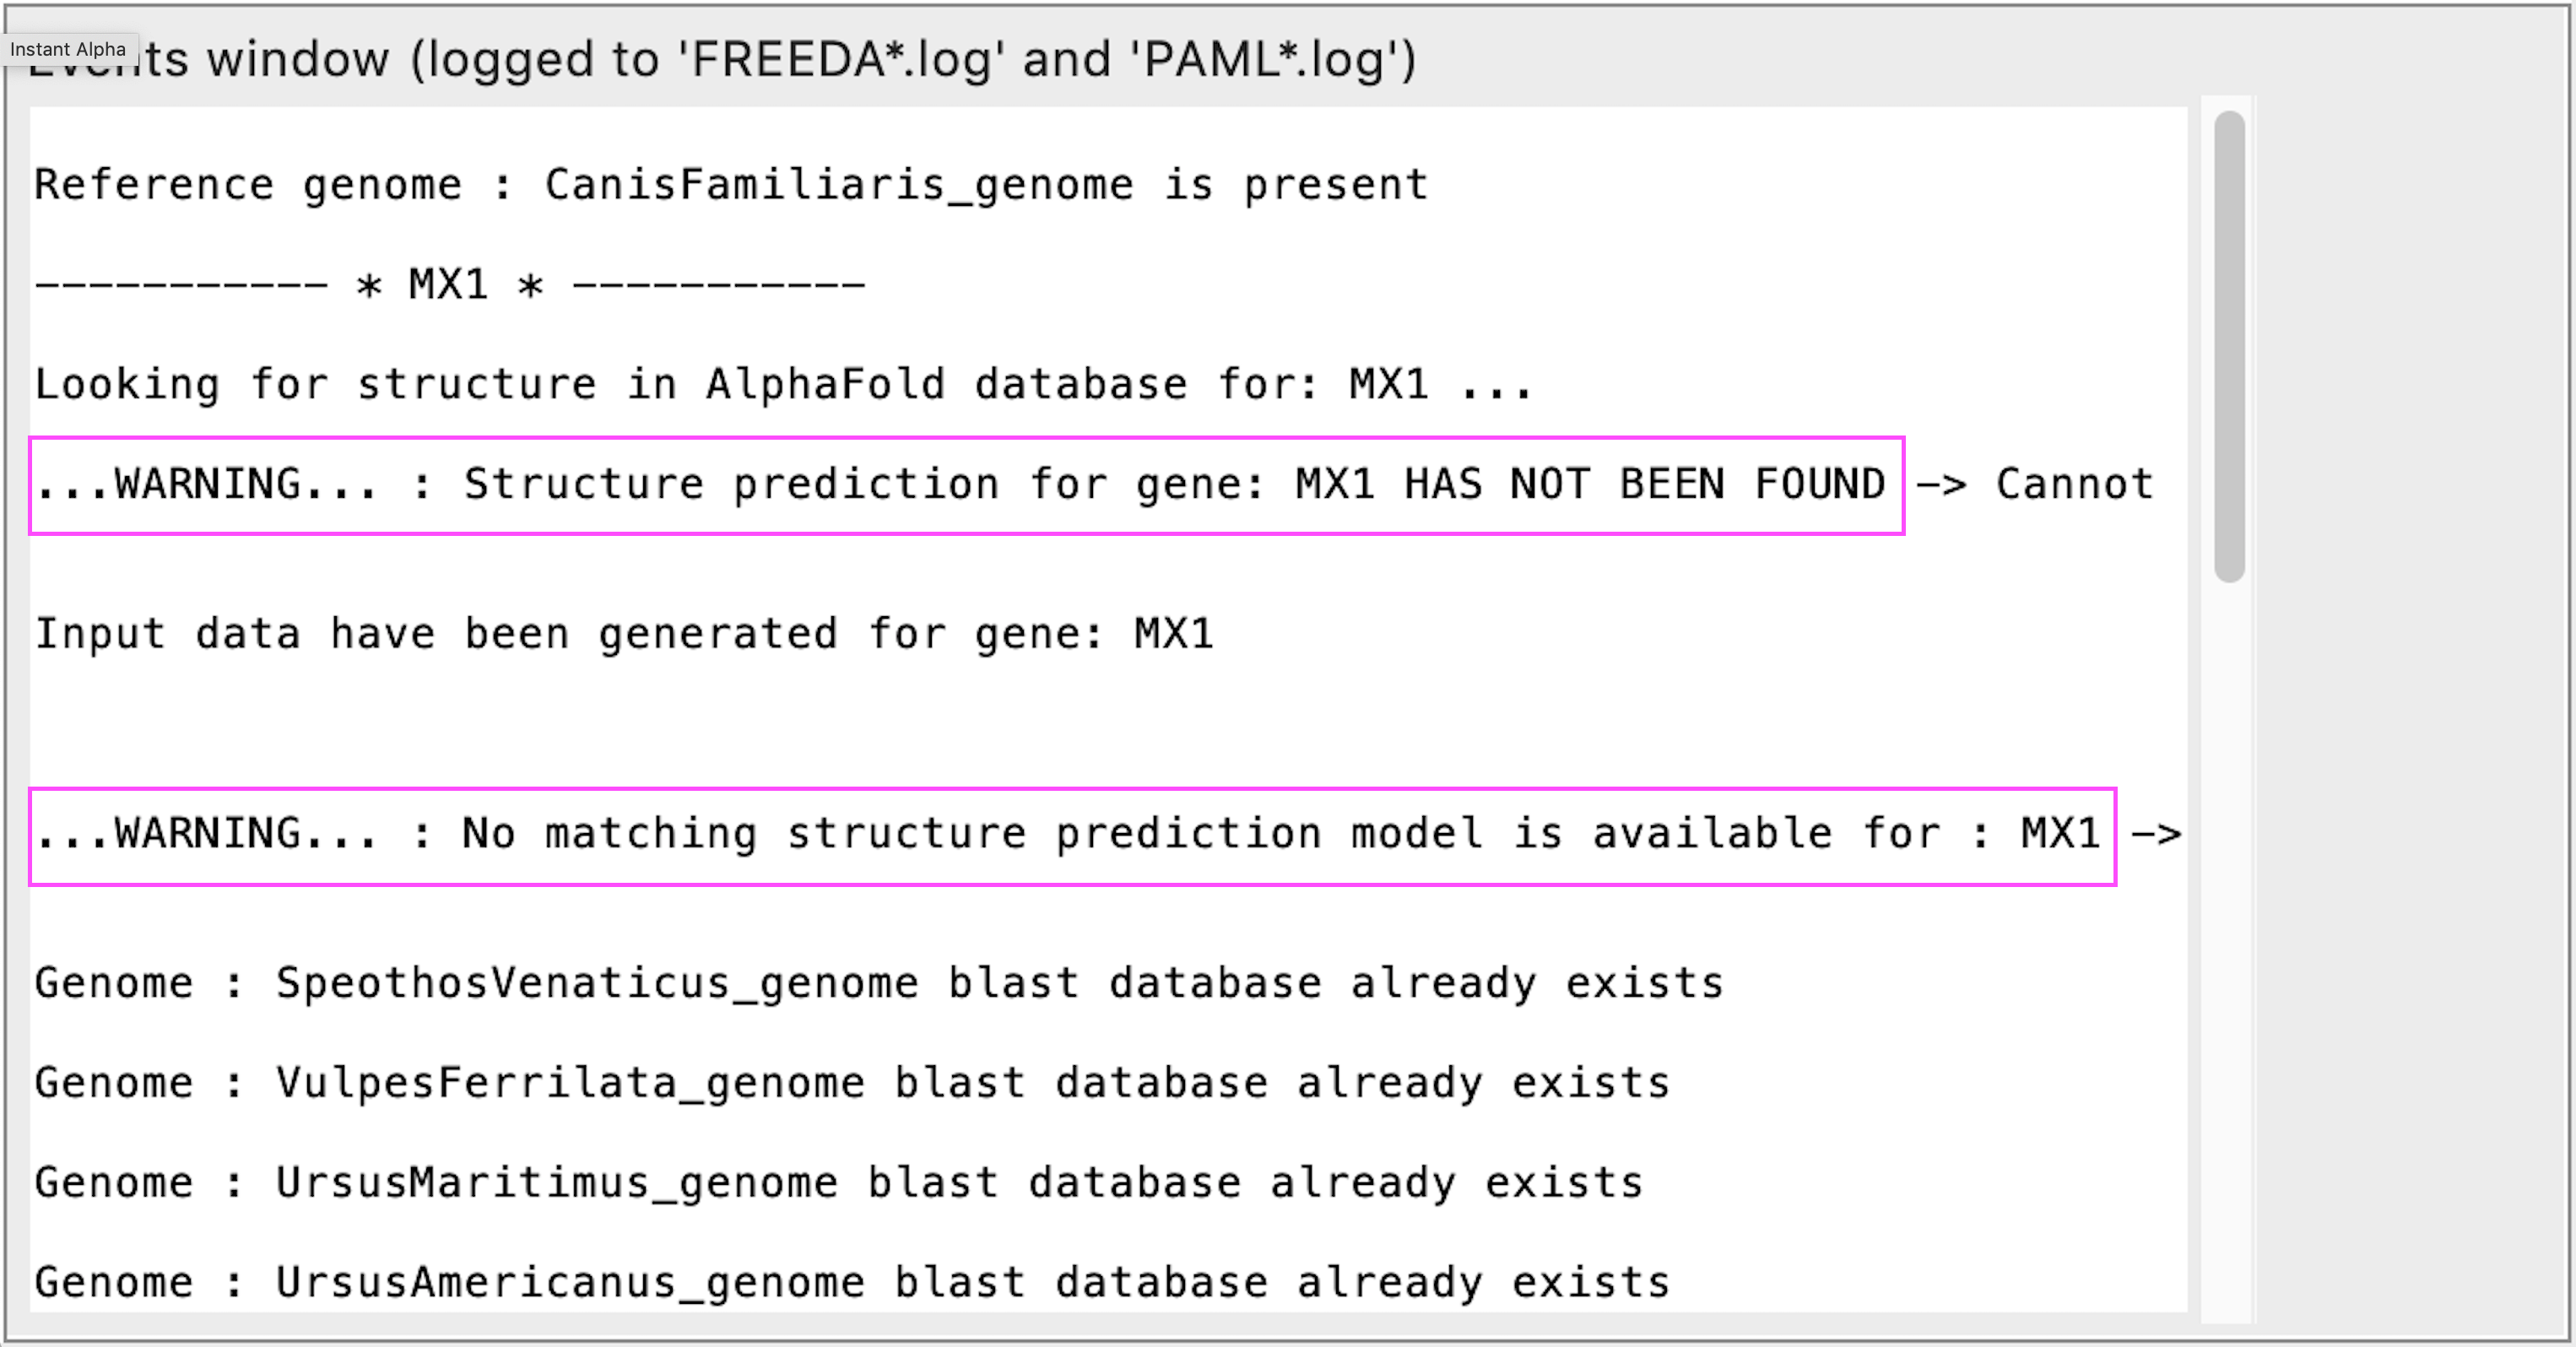 Instant Alpha
Events window (logged to 'FREEDA*.log' and 'PAML*.log')
Reference genome : CanisFamiliaris_genome is present
----------- * MX1 * -----------
Looking for structure in AlphaFold database for: MX1 ...
...WARNING... : Structure prediction for gene: MX1 HAS NOT BEEN FOUND -> Cannot
Input data have been generated for gene: MX1
...WARNING... : No matching structure prediction model is available for : MX1 ->
Genome : SpeothosVenaticus_genome blast database already exists
Genome : VulpesFerrilata_genome blast database already exists
Genome : UrsusMaritimus_genome blast database already exists
Genome : UrsusAmericanus_genome blast database already exists